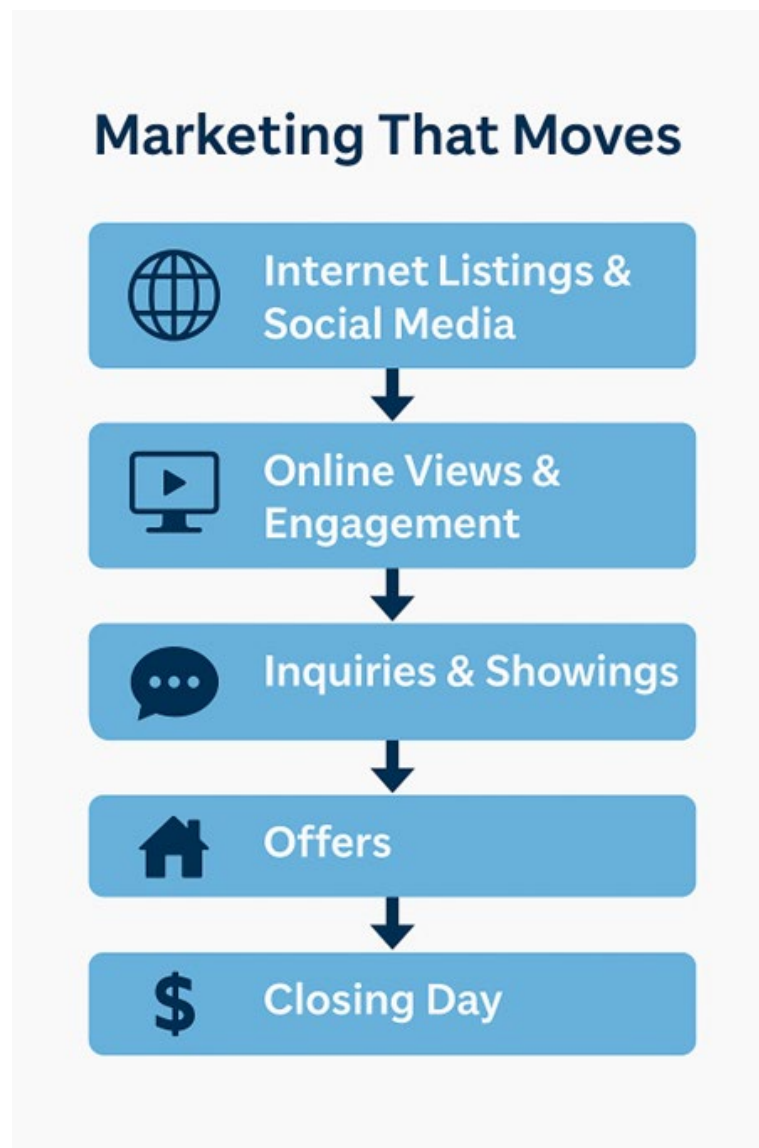 Marketing That Moves
Internet Listings &
Social Media
Online Views &
Engagement
Inquiries & Showings
Offers
$
Closing Day